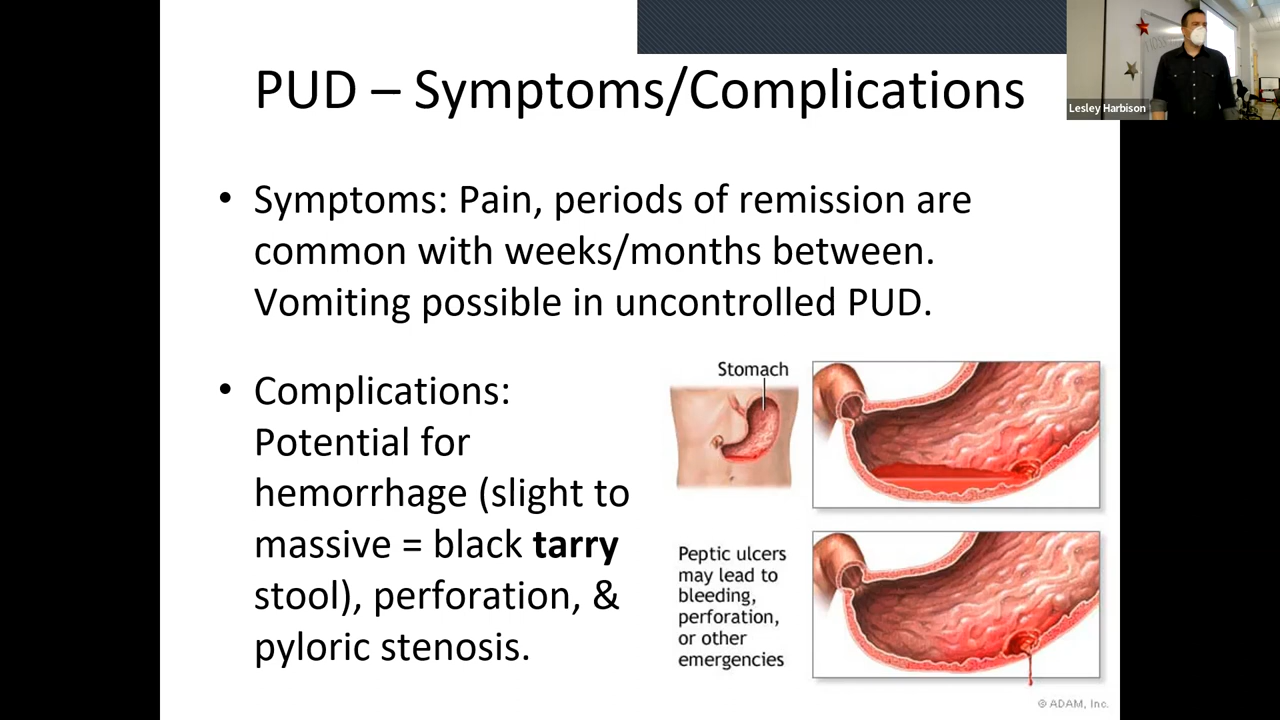 PUD – Symptoms/Complications
Lesley Harbison
• Symptoms: Pain, periods of remission are
common with weeks/months between.
Vomiting possible in uncontrolled PUD.
• Complications:
Potential for
hemorrhage (slight to
massive = black tarry
stool), perforation, &
pyloric stenosis.
Stomach
Peptic ulcers
may lead to
bleeding,
perforation,
or other
emergencies
© ADAM, Inc.